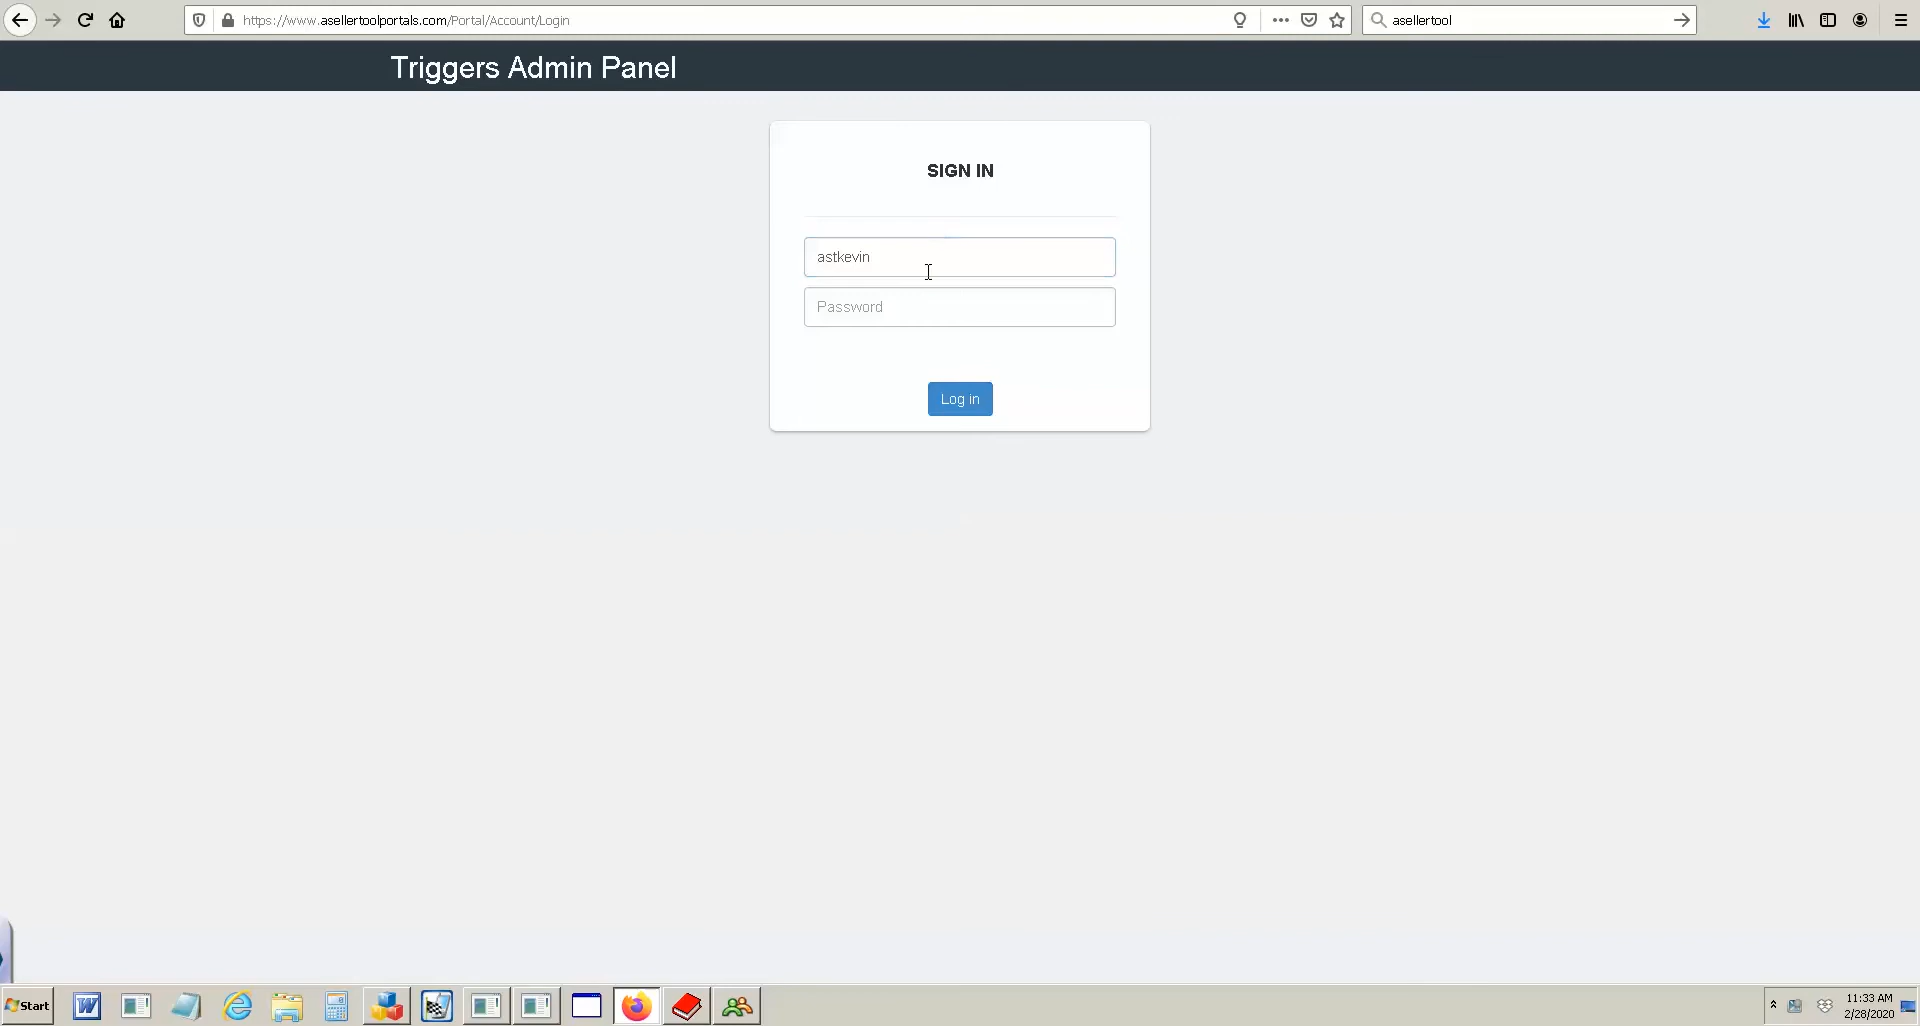 https://www.asellertoolportals.com/Portal/Account/Login
asellertool
Triggers Admin Panel
SIGN IN
astkevin
Password
Log in
Start
11:33 AM
2/28/2020